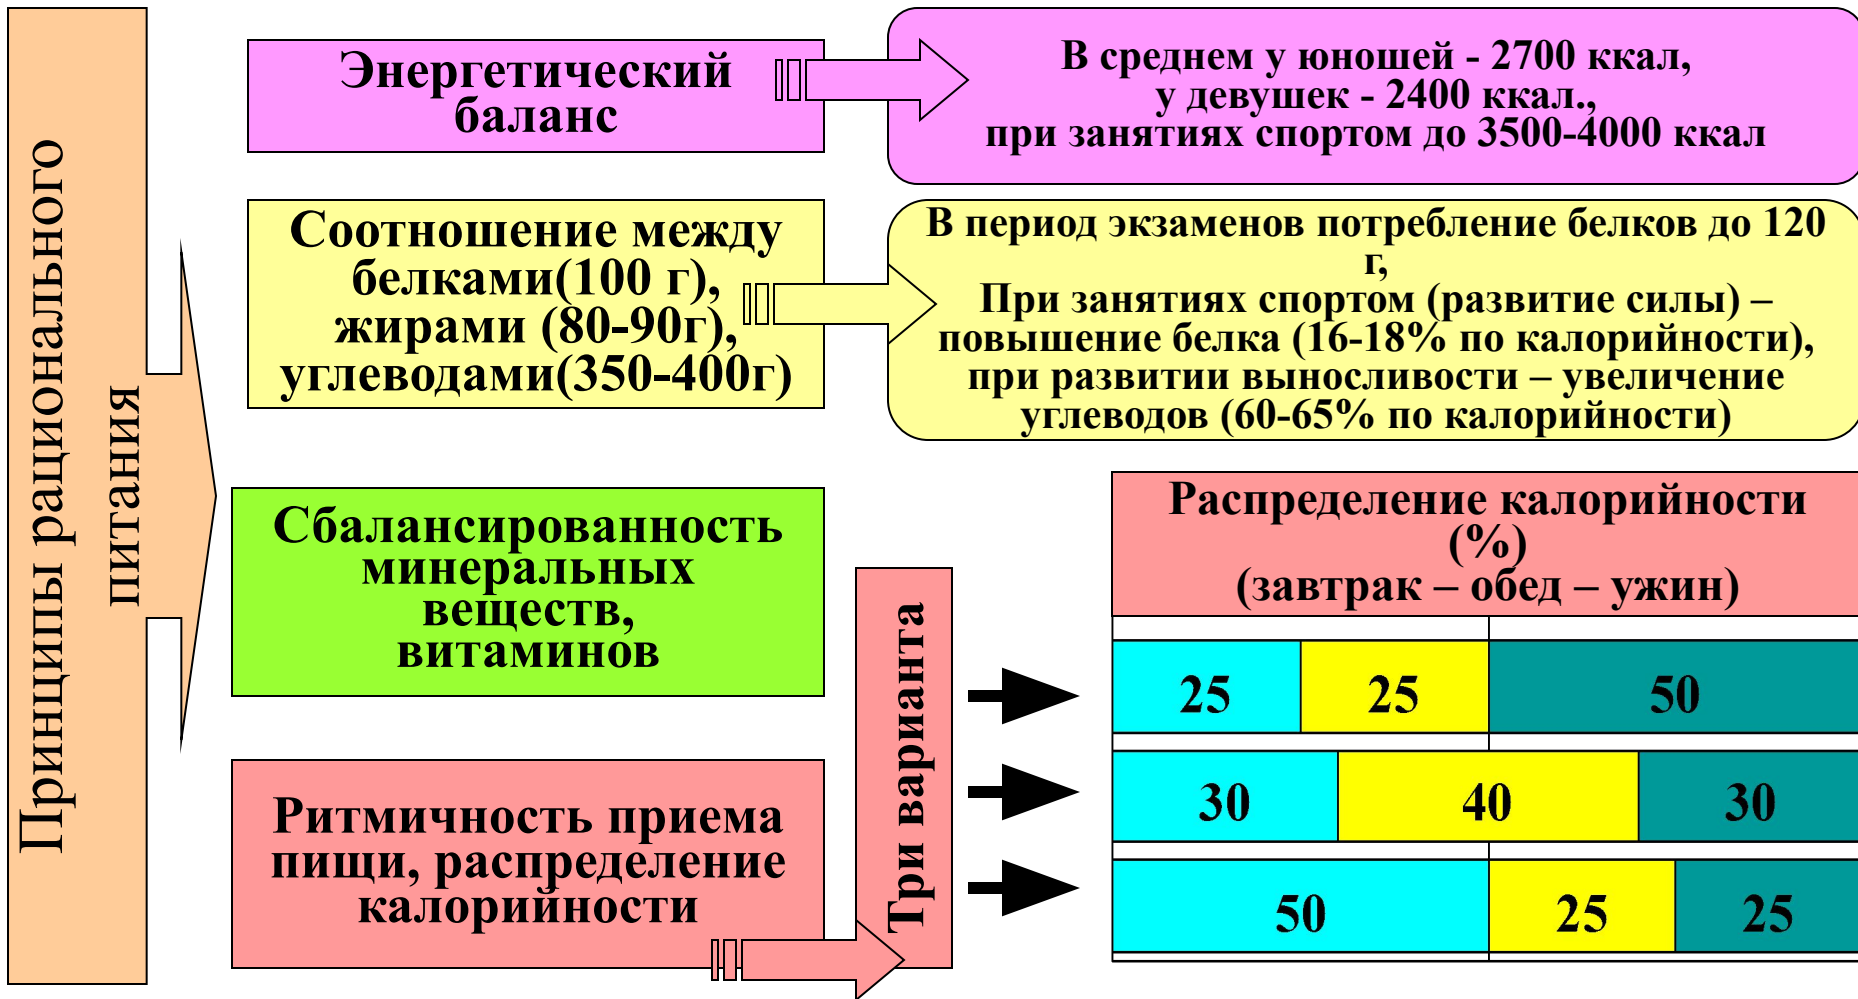 Принципы рационального
питания
Энергетический
баланс
В среднем у юношей - 2700 ккал,
у девушек - 2400 ккал.,
при занятиях спортом до 3500-4000 ккал
Соотношение между
белками(100 г),
жирами (80-90г),
углеводами(350-400г)
В период экзаменов потребление белков до 120
г,
При занятиях спортом (развитие силы) –
повышение белка (16-18% по калорийности),
при развитии выносливости – увеличение
углеводов (60-65% по калорийности)
Сбалансированность
минеральных
веществ,
витаминов
Ритмичность приема
пищи, распределение
калорийности
Три варианта
Распределение калорийности
(%)
(завтрак – обед – ужин)
25 25 50
30 40 30
50 25 25